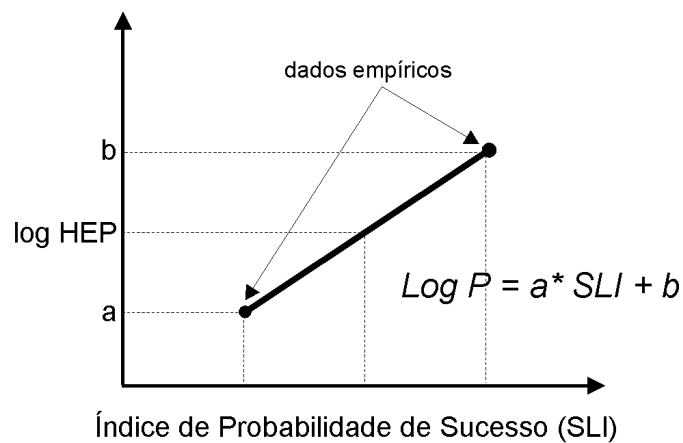 dados empíricos
b
log HEP
Log P = a* SLI + b
a
Índice de Probabilidade de Sucesso (SLI)